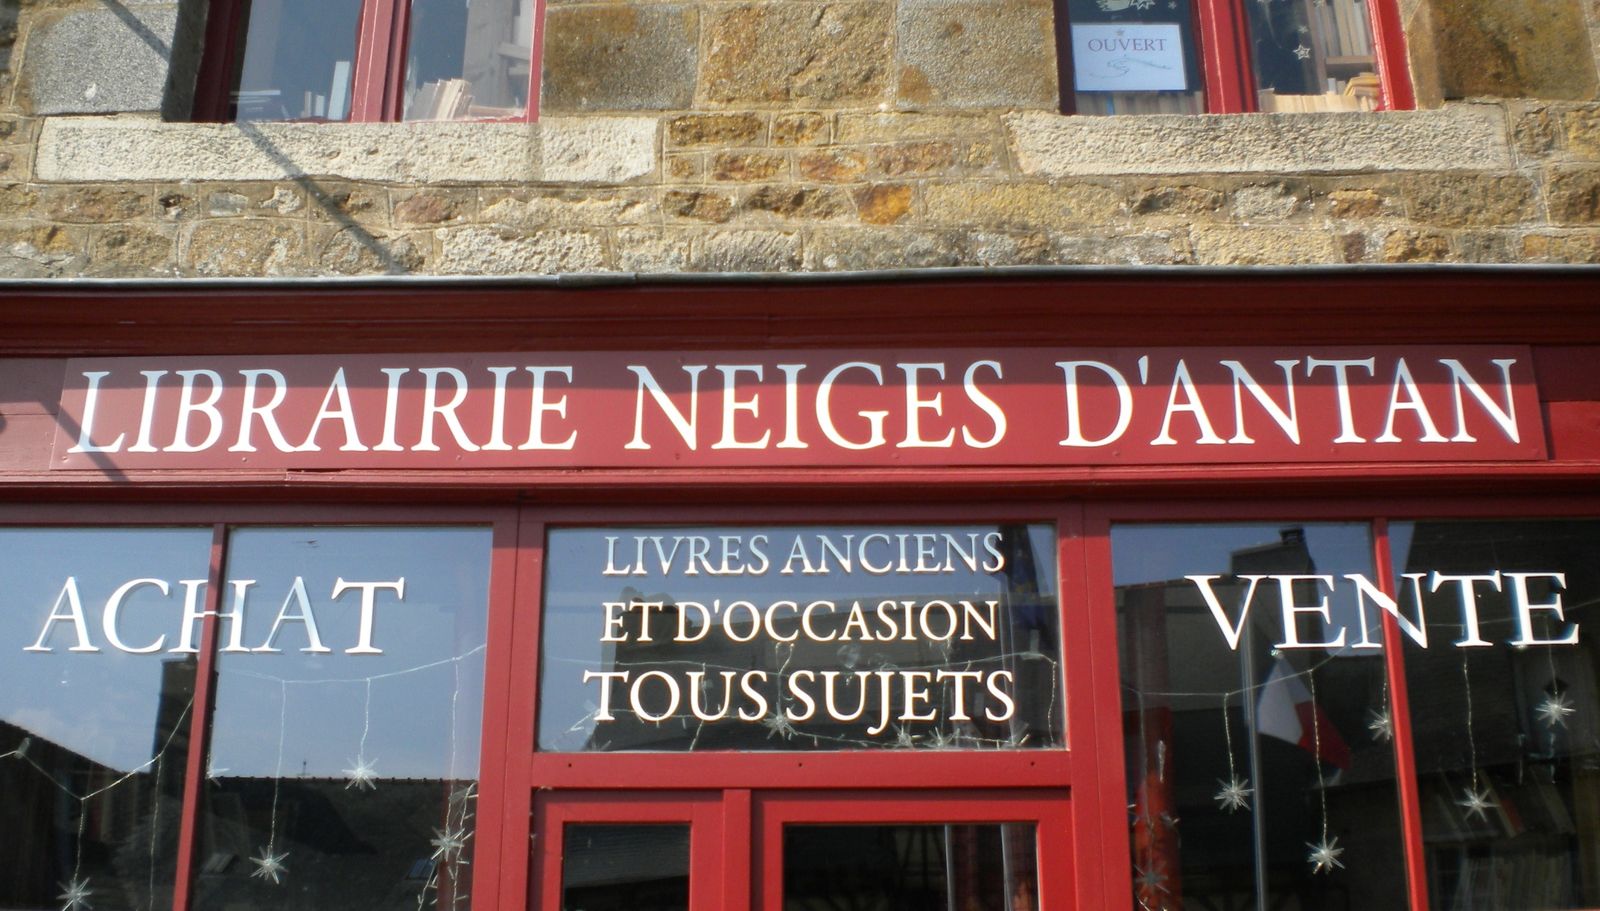 OUVERT
LIBRAIRIE NEIGES D'ANTAN
ACHAT
LIVRES ANCIENS
ET D'OCCASION
TOUS SUJETS
VENTE